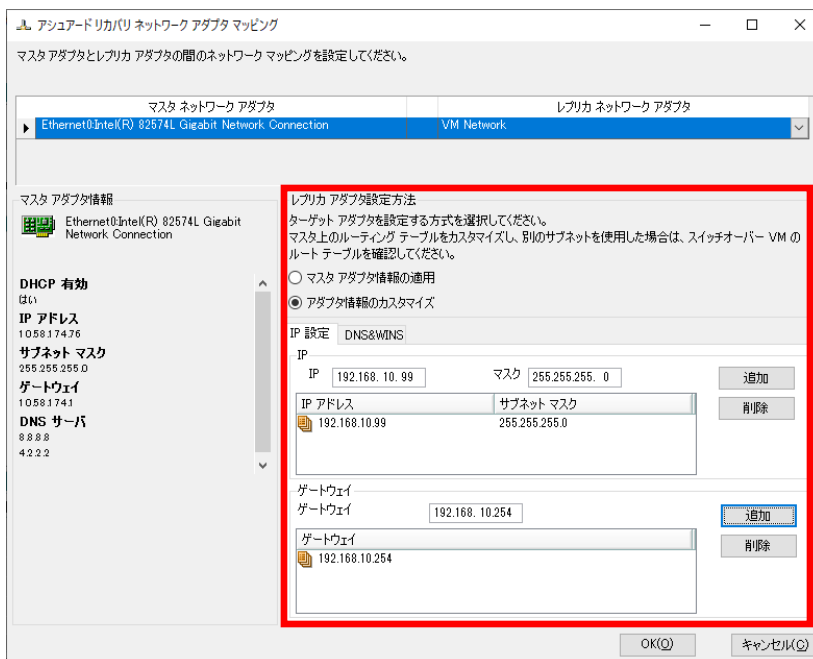 アシュアード リカバリ ネットワーク アダプタ マッピング
マスタ アダプタとレプリカ アダプタの間のネットワーク マッピングを設定してください。
マスタ ネットワーク アダプタ
レプリカ ネットワーク アダプタ
Ethernet0:Intel(R) 82574L Gigabit Network Connection
VM Network
マスタ アダプタ情報
Ethernet0:Intel(R) 82574L Gigabit
Network Connection
DHCP 有効
はい
IP アドレス
10.58.174.76
サブネット マスク
255.255.255.0
ゲートウェイ
10.58.174.1
DNS サーバ
8.8.8.8
4.2.2.2
レプリカ アダプタ設定方法
ターゲット アダプタを設定する方式を選択してください。
マスタ上のルーティング テーブルをカスタマイズし、別のサブネットを使用した場合は、スイッチオーバー VM の
ルート テーブルを確認してください。
マスタ アダプタ情報の適用
アダプタ情報のカスタマイズ
IP 設定
DNS&WINS
IP
IP 192.168. 10. 99 マスク 255.255.255. 0 追加
IP アドレス サブネット マスク 削除
192.168.10.99 255.255.255.0
ゲートウェイ
ゲートウェイ 192.168. 10.254 追加
ゲートウェイ 削除
192.168.10.254
OK(O) キャンセル(C)